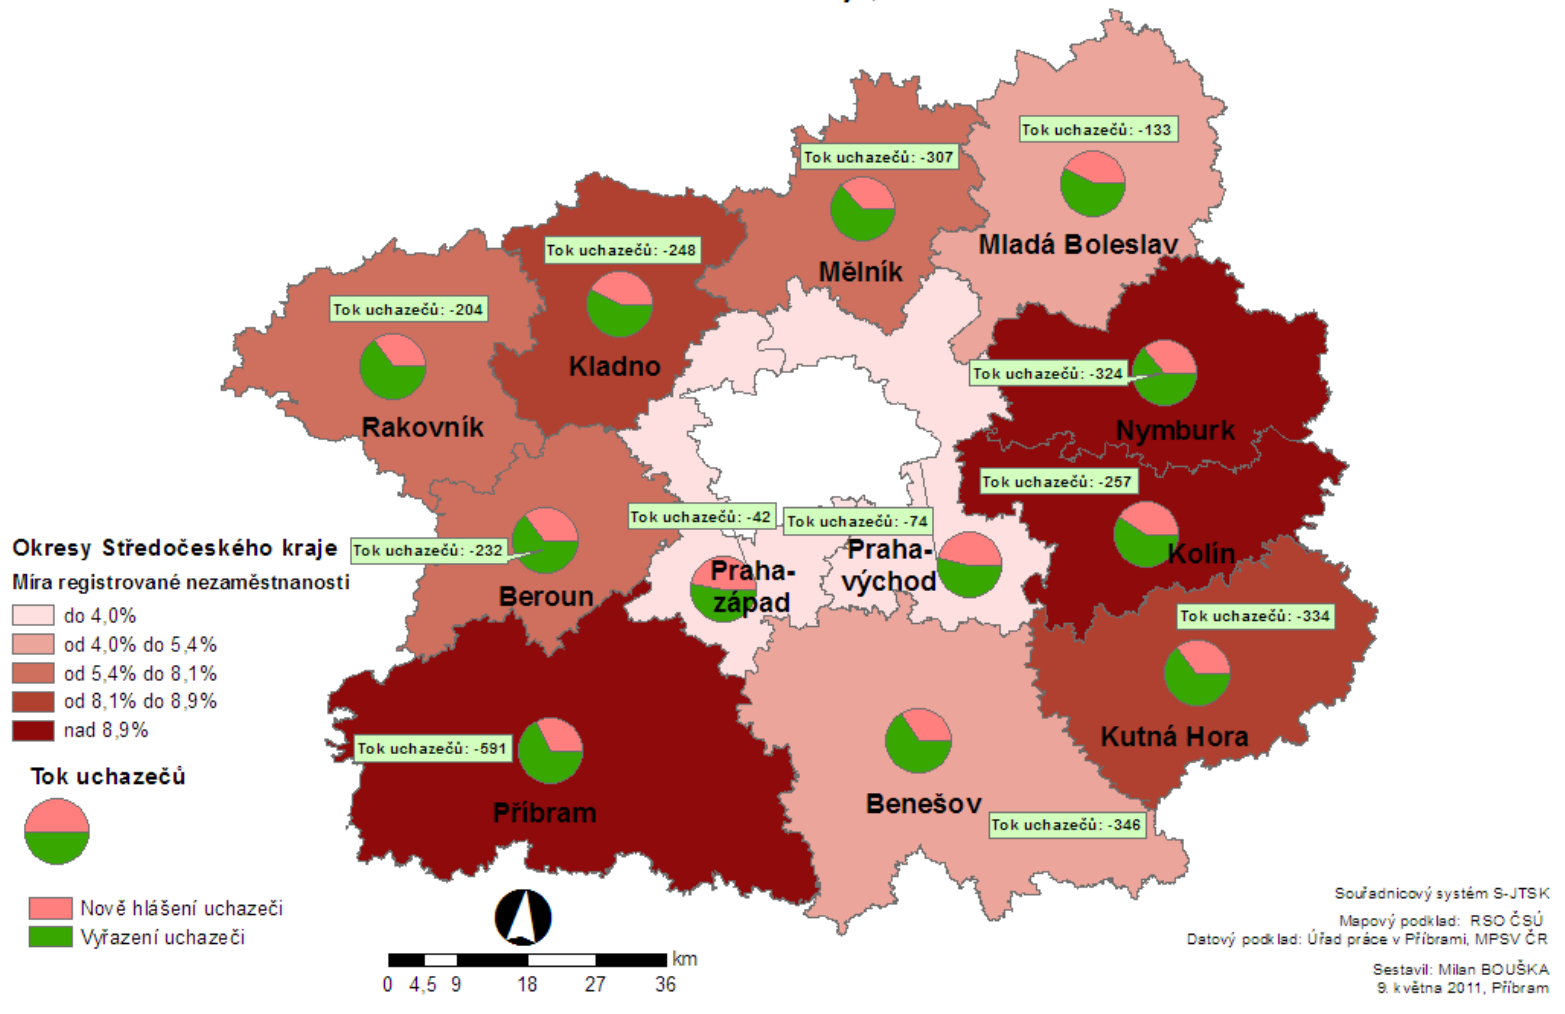 Tok uchazečů: -133
Tok uchazečů: -307
Mladá Boleslav
Tok uchazečů: -248
Mělník
Tok uchazečů: -204
Kladno
Tok uchazečů: -324
Rakovník
Nymburk
Tok uchazečů: -257
Tok uchazečů: -42
Tok uchazečů: -74
Tok uchazečů: -232
Praha-
východ
Kolín
Praha-
západ
Beroun
Tok uchazečů: -334
Kutná Hora
Tok uchazečů: -591
Příbram
Benešov
Tok uchazečů: -346
Okresy Středočeského kraje
Míra registrované nezaměstnanosti
do 4,0%
od 4,0% do 5,4%
od 5,4% do 8,1%
od 8,1% do 8,9%
nad 8,9%
Tok uchazečů
Nově hlášení uchazeči
Vyřazení uchazeči
km
0 4,5 9 18 27 36
Souřadnicový systém S-JTSK
Mapový podklad: RSO ČSÚ
Datový podklad: Úřad práce v Příbrami, MPSV ČR
Sestavil: Milan BOUŠKA
9. května 2011, Příbram